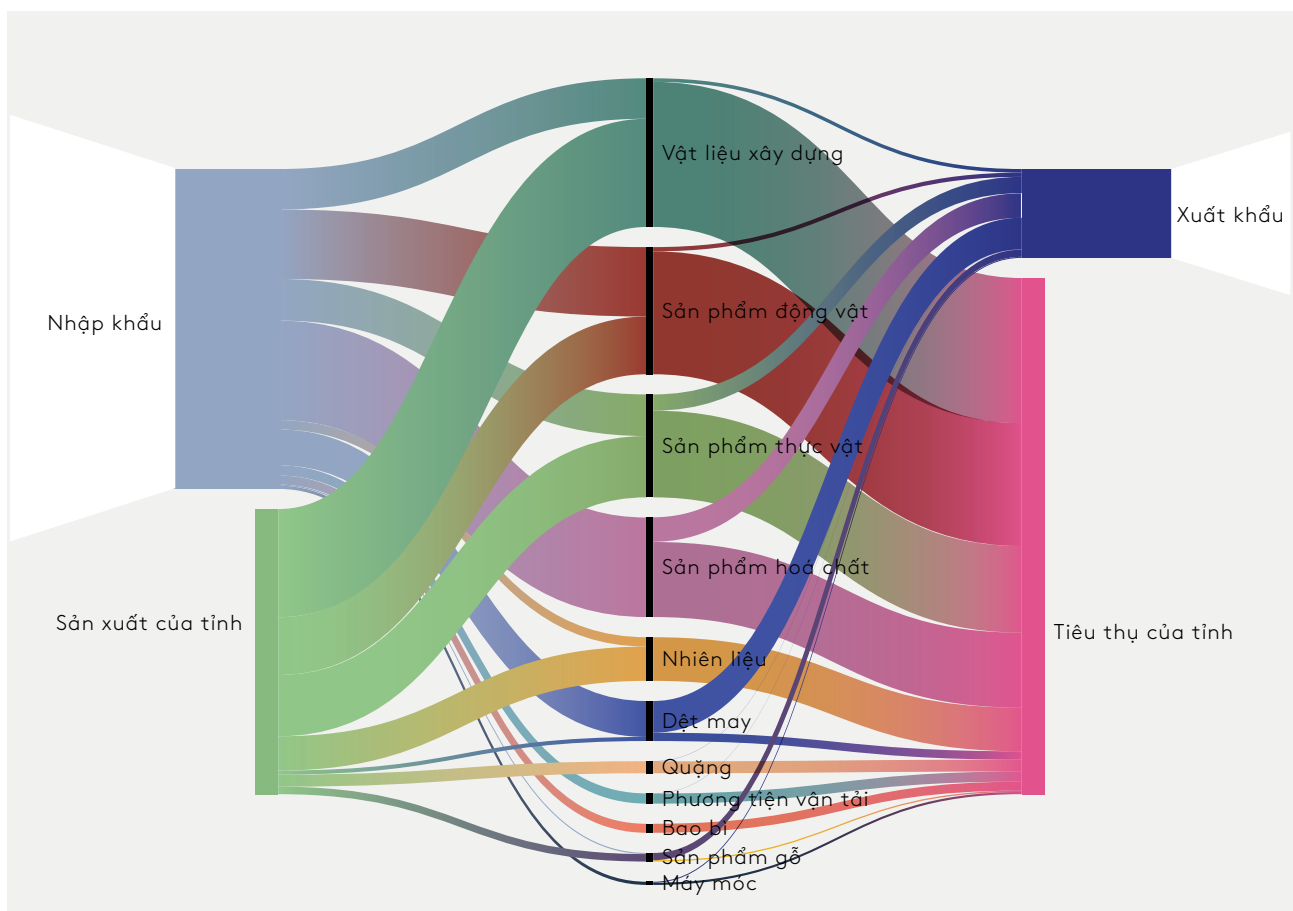 Vật liệu xây dựng
Xuất khẩu
Sản phẩm động vật
Nhập khẩu
Sản phẩm thực vật
Sản phẩm hoá chất
Sản xuất của tỉnh
Tiêu thụ của tỉnh
Nhiên liệu
Dệt may
Quặng
Phương tiện vận tải
Bao bì
Sản phẩm gỗ
Máy móc